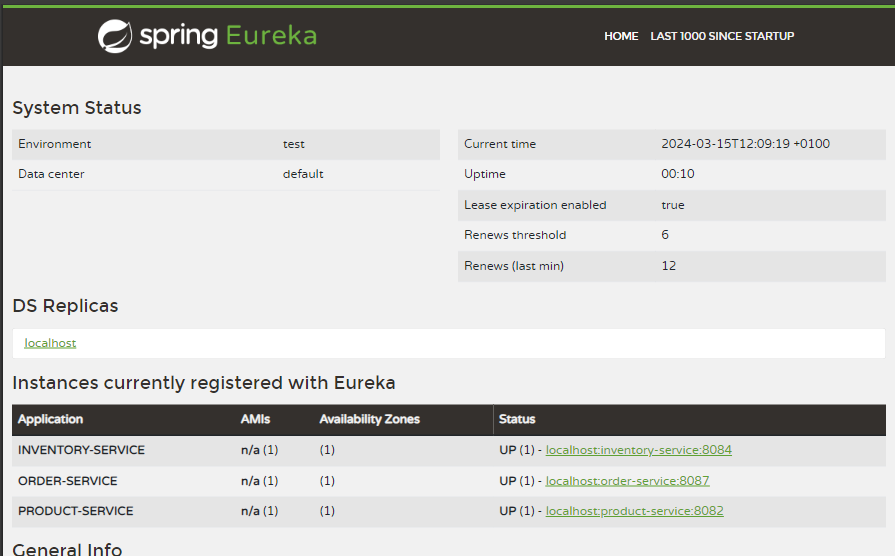 spring Eureka
HOME LAST 1000 SINCE STARTUP
System Status
Environment test
Data center default
Current time 2024-03-15T12:09:19 +0100
Uptime 00:10
Lease expiration enabled true
Renews threshold 6
Renews (last min) 12
DS Replicas
localhost
Instances currently registered with Eureka
Application AMIs Availability Zones Status
INVENTORY-SERVICE n/a (1) (1) UP (1) - localhost:inventory-service:8084
ORDER-SERVICE n/a (1) (1) UP (1) - localhost:order-service:8087
PRODUCT-SERVICE n/a (1) (1) UP (1) - localhost:product-service:8082
General Info